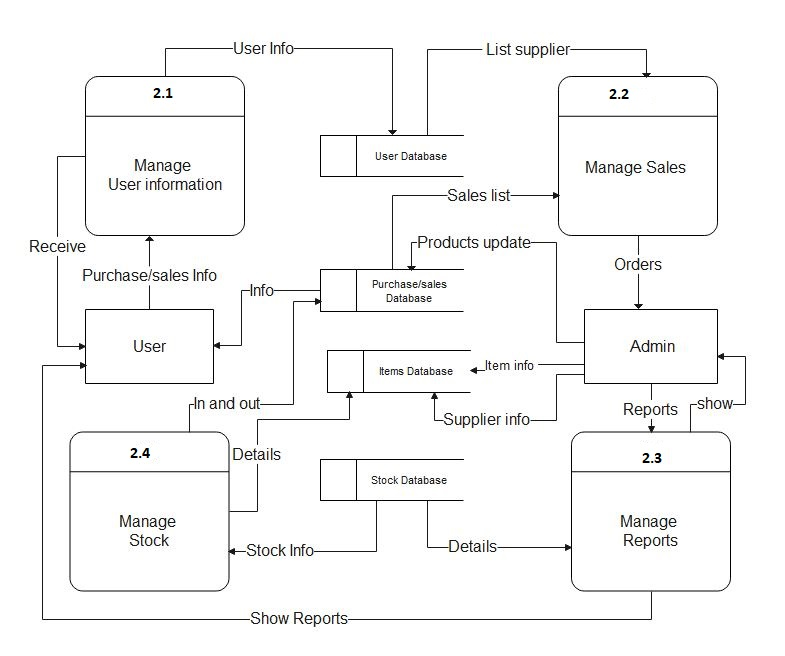 User Info
List supplier
2.1
2.2
User Database
Manage
User information
Manage Sales
Sales list
Receive
Products update
Purchase/sales Info
Orders
Info
Purchase/sales
Database
User
Admin
Items Database
Item info
In and out
Supplier info
Reports
show
2.4
Details
2.3
Stock Database
Manage
Stock
Manage
Reports
Stock Info
Details
Show Reports